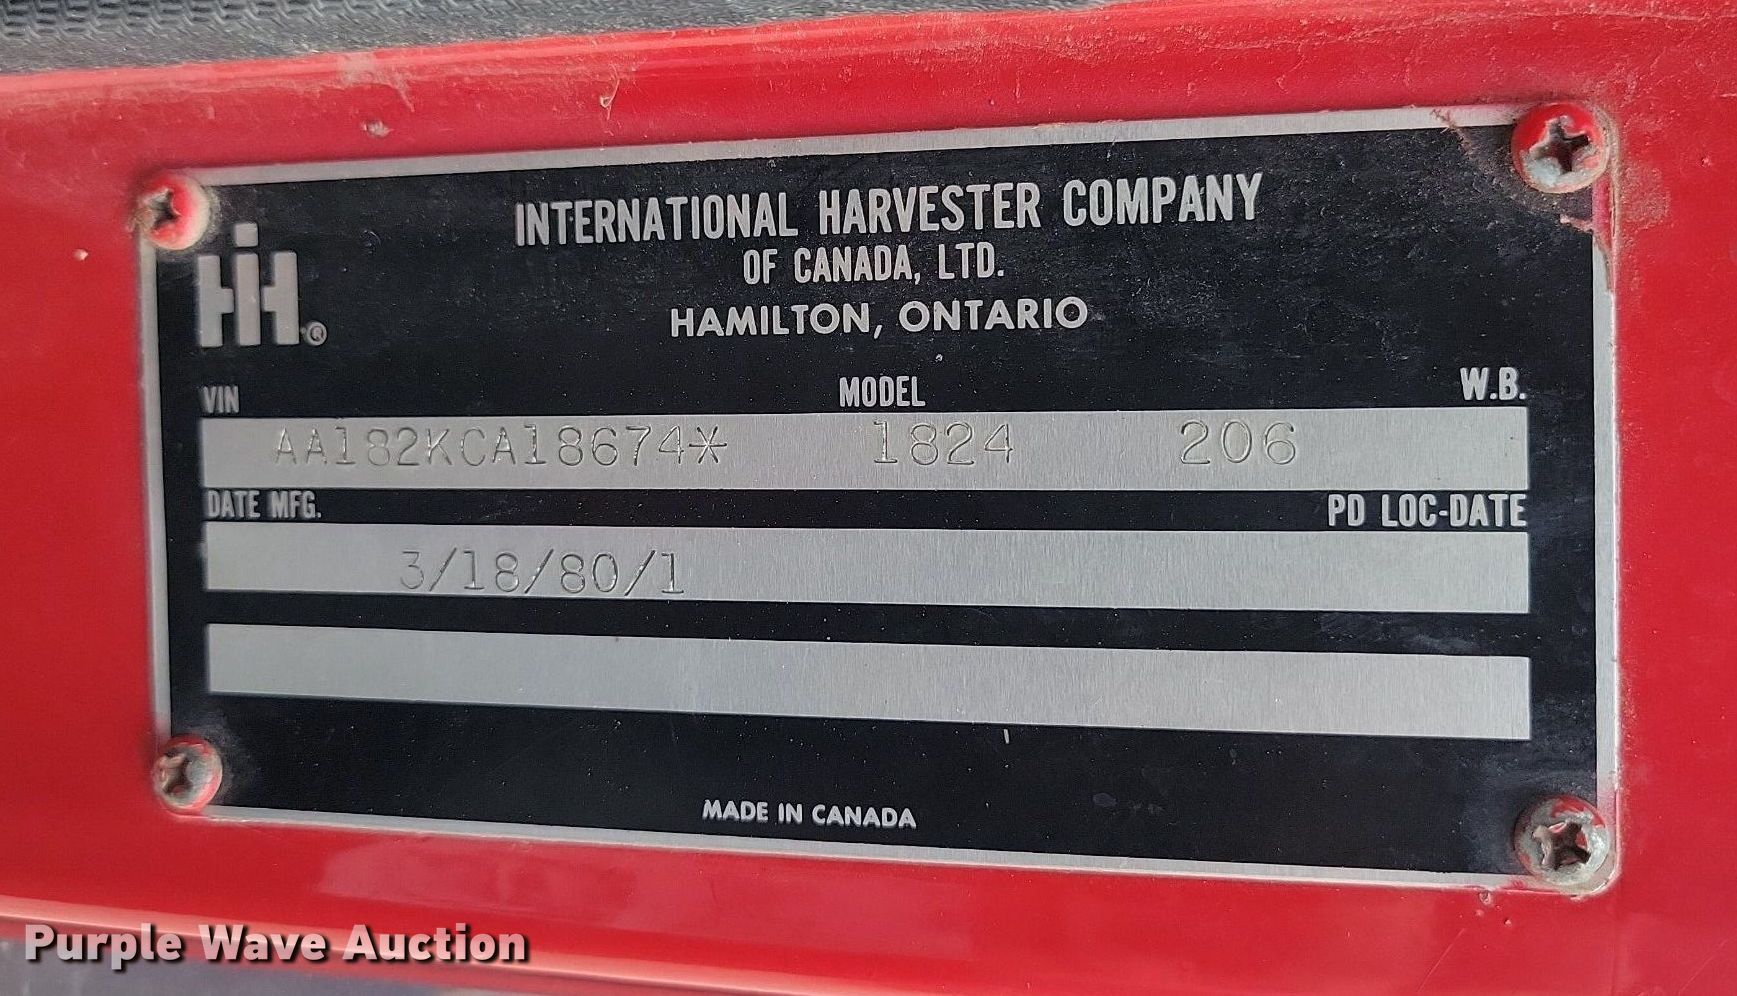 INTERNATIONAL HARVESTER COMPANY
OF CANADA, LTD.
HAMILTON, ONTARIO
IH®
VIN MODEL W.B.
AA182KCA18674* 1824 206
DATE MFG. PD LOC-DATE
3/18/80/1
MADE IN CANADA
Purple Wave Auction